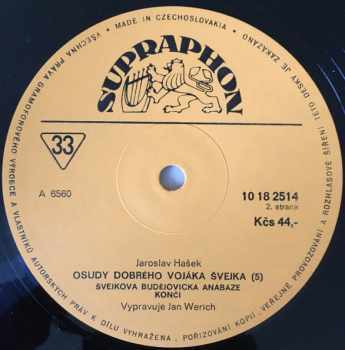 • MADE IN CZECHOSLOVAKIA •
VŠECHNA PRÁVA GRAMOFONOVÉHO VÝROBCE A VLASTNÍKŮ AUTORSKÝCH PRÁV K DÍLU VYHRAŽENA. POŘIZOVÁNÍ KOPIÍ, VEŘEJNÉ PROVOZOVÁNÍ A ROZHLASOVÉ ŠÍŘENÍ TÉTO DESKY JE ZAKÁZÁNO
SUPRAPHON
33
A 6560
10 18 2514
2. strana
Kčs 44,-
Jaroslav Hašek
OSUDY DOBRÉHO VOJÁKA ŠVEJKA (5)
ŠVEJKOVA BUDĚJOVICKÁ ANABÁZE
KONČÍ
Vypravuje Jan Werich